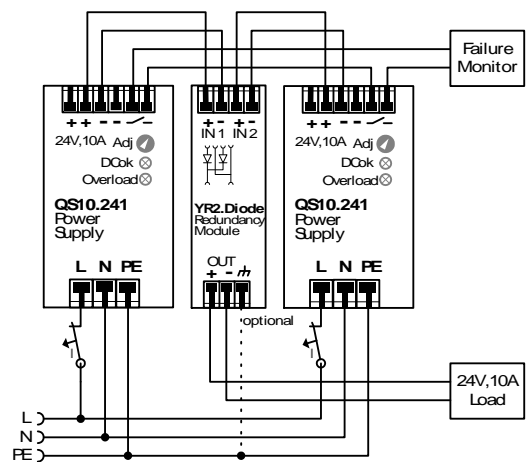 Failure
Monitor
+ + - -
24V,10A Adj
DCok
Overload
QS10.241
Power
Supply
L N PE
+ - + -
IN 1 IN 2
YR2.Diode
Redundancy
Module
OUT
+ -
optional
+ + - -
24V,10A Adj
DCok
Overload
QS10.241
Power
Supply
L N PE
I
I
24V,10A
Load
L
N
PE